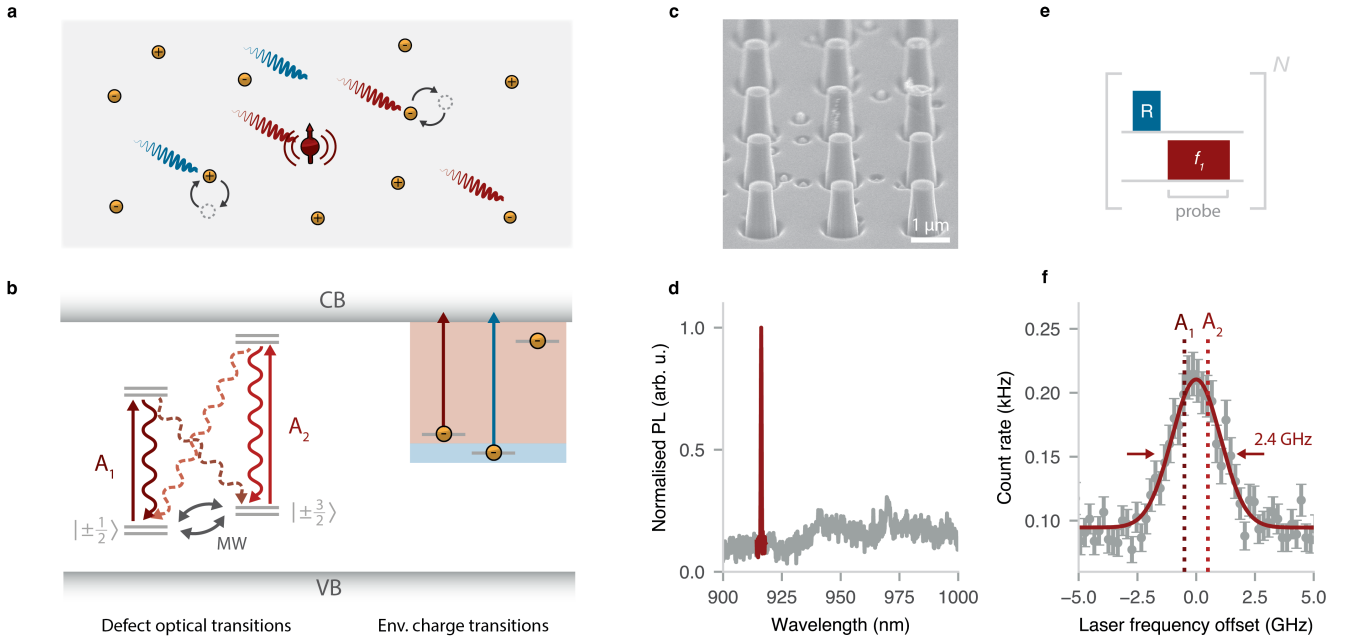 a
+
-
-
+
-
-
+
+
-
+
-
b
CB
A1
A2
|±1/2⟩
|±3/2⟩
MW
-
-
-
VB
Defect optical transitions
Env. charge transitions
c
1 µm
d
Normalised PL (arb. u.)
1.0
0.5
0.0
900
925
950
975
1000
Wavelength (nm)
e
N
R
f1
probe
f
A1
A2
Count rate (kHz)
0.25
0.20
0.15
0.10
2.4 GHz
−5.0
−2.5
0.0
2.5
5.0
Laser frequency offset (GHz)